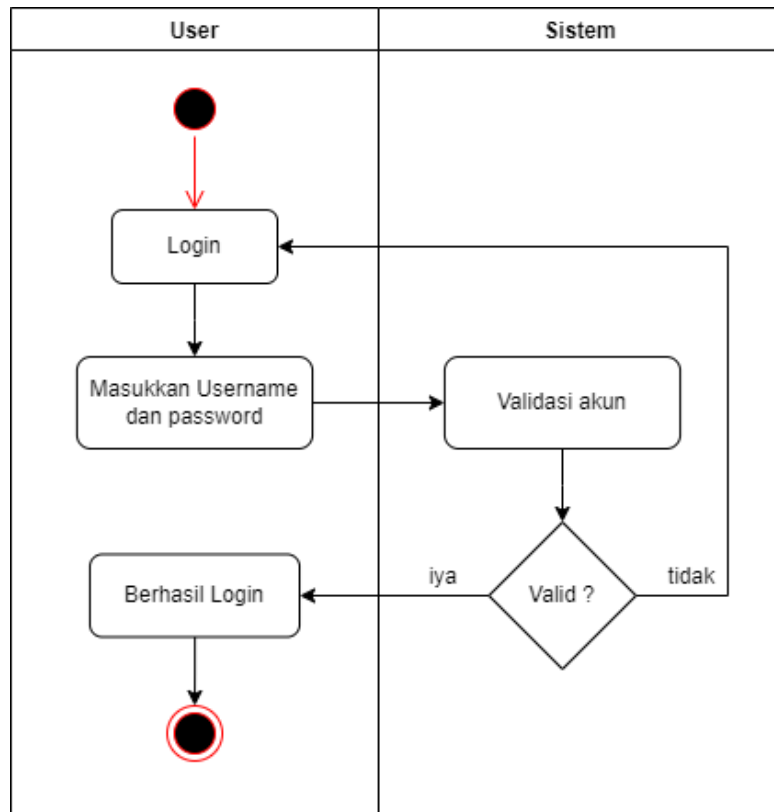 User
Sistem
Login
Masukkan Username
dan password
Validasi akun
Berhasil Login
iya
Valid ?
tidak